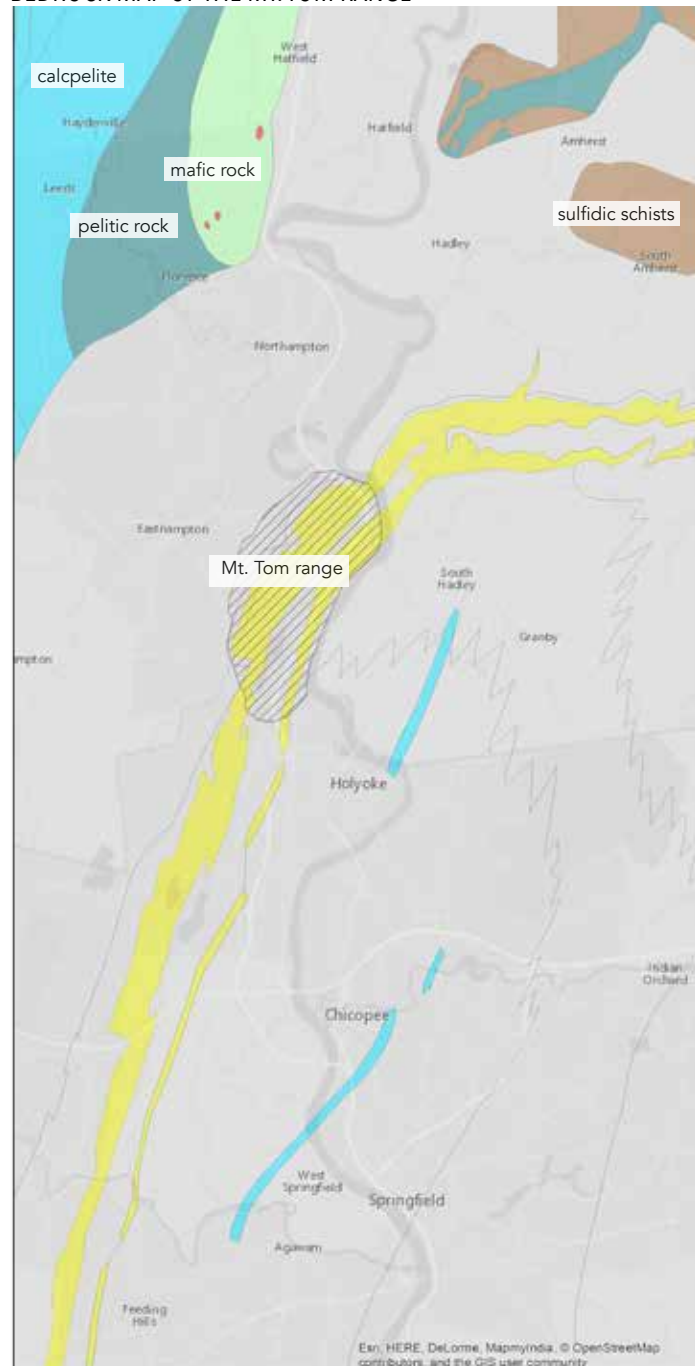 BEDROCK MAP OF THE MT. TOM RANGE
West
Hatfield
calcpelite
Haydenville
Hatfield
Amherst
mafic rock
Leeds
sulfidic schists
pelitic rock
Hadley
South
Amherst
Florence
Northampton
Easthampton
Mt. Tom range
South
Hadley
Granby
mpton
Holyoke
Indian
Orchard
Chicopee
West
Springfield
Springfield
Agawam
Feeding
Hills
Esri, HERE, DeLorme, MapmyIndia, © OpenStreetMap
contributors, and the GIS user community